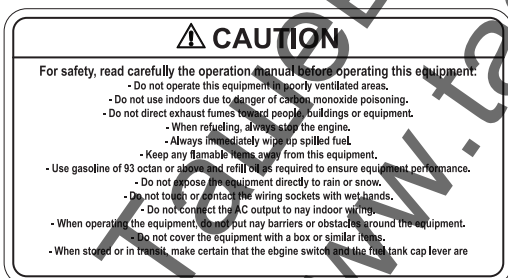 ⚠ CAUTION
For safety, read carefully the operation manual before operating this equipment:
- Do not operate this equipment in poorly ventilated areas.
- Do not use indoors due to danger of carbon monoxide poisoning.
- Do not direct exhaust fumes toward people, buildings or equipment.
- When refueling, always stop the engine.
- Always immediately wipe up spilled fuel.
- Keep any flamable items away from this equipment.
- Use gasoline of 93 octan or above and refill oil as required to ensure equipment performance.
- Do not expose the equipment directly to rain or snow.
- Do not touch or contact the wiring sockets with wet hands.
- Do not connect the AC output to nay indoor wiring.
- When operating the equipment, do not put nay barriers or obstacles around the equipment.
- Do not cover the equipment with a box or similar items.
- When stored or in transit, make certain that the ebgine switch and the fuel tank cap lever are